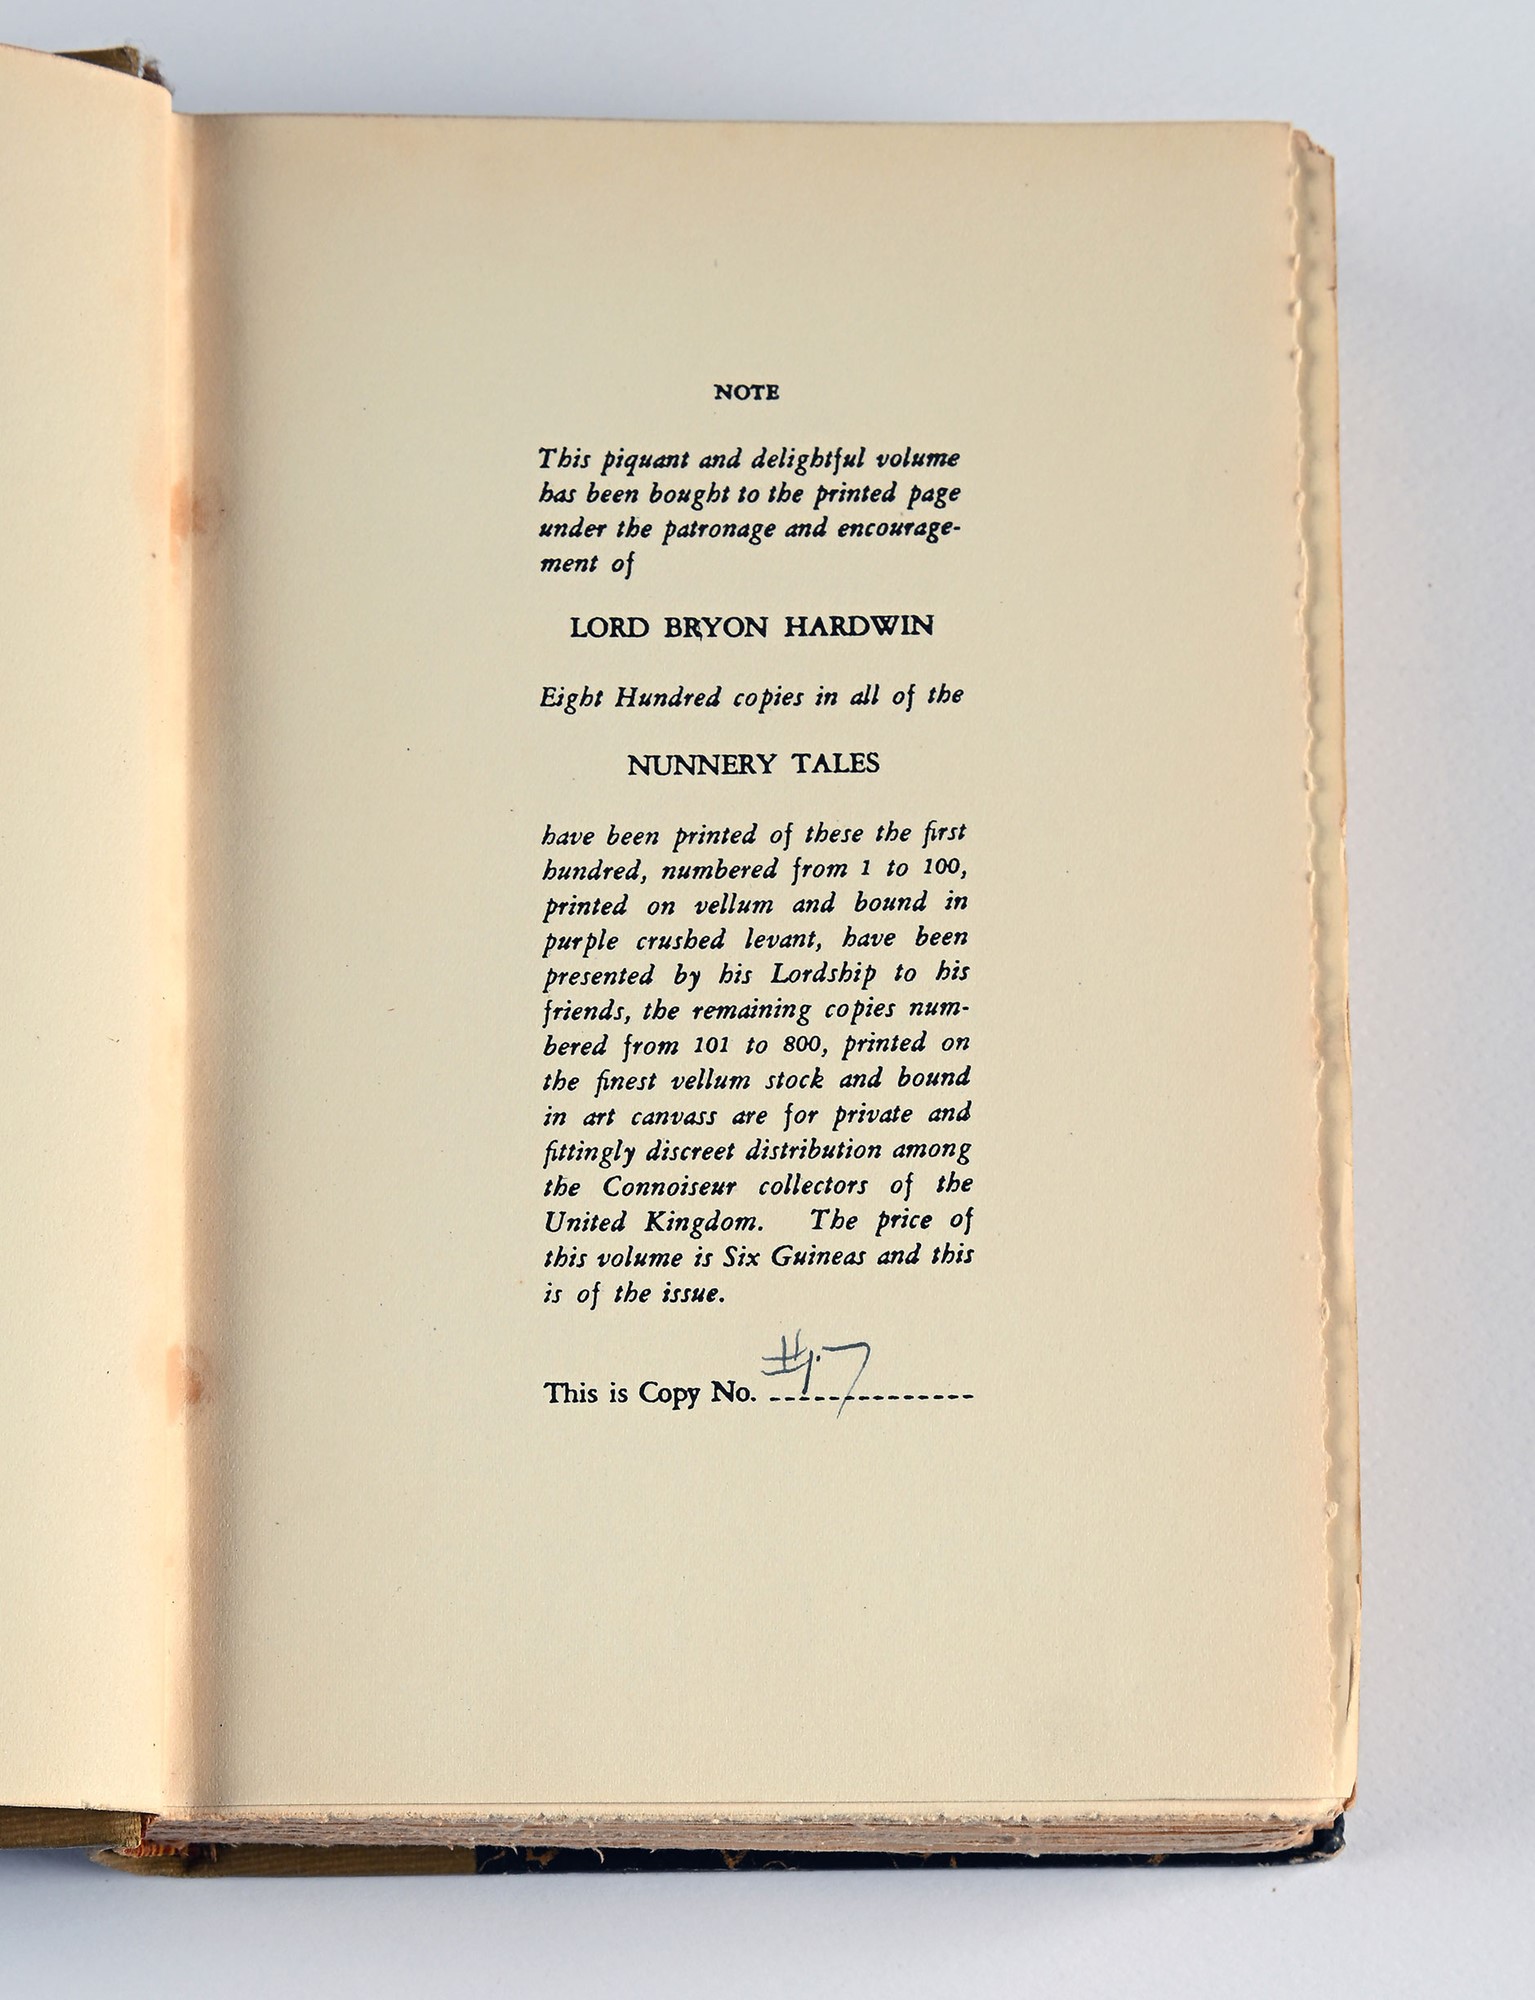 NOTE
This piquant and delightful volume
has been bought to the printed page
under the patronage and encourage-
ment of
LORD BRYON HARDWIN
Eight Hundred copies in all of the
NUNNERY TALES
have been printed of these the first
hundred, numbered from 1 to 100,
printed on vellum and bound in
purple crushed levant, have been
presented by his Lordship to his
friends, the remaining copies num-
bered from 101 to 800, printed on
the finest vellum stock and bound
in art canvass are for private and
fittingly discreet distribution among
the Connoiseur collectors of the
United Kingdom. The price of
this volume is Six Guineas and this
is of the issue.
This is Copy No.